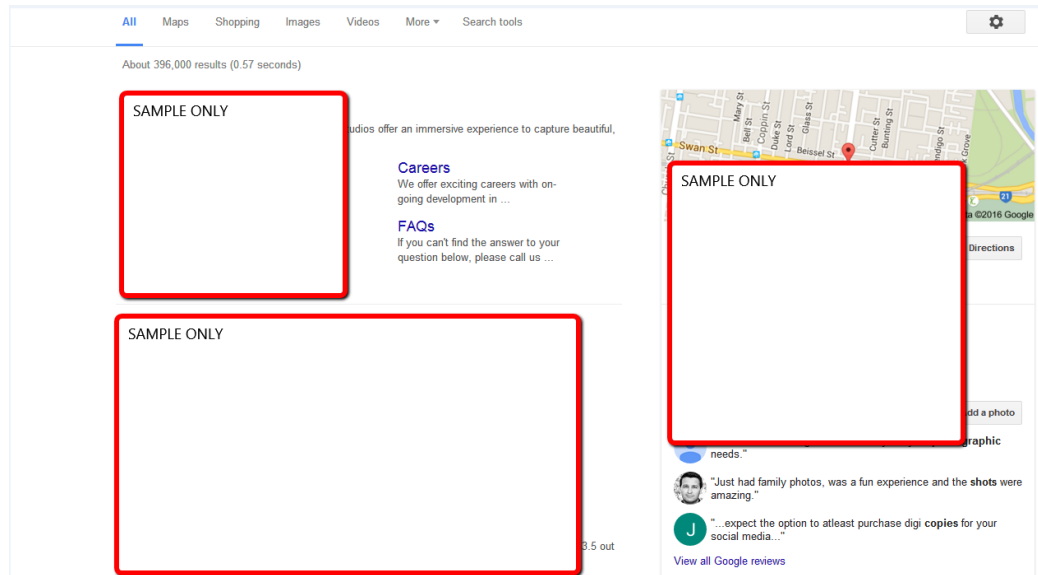 All Maps Shopping Images Videos More Search tools
About 396,000 results (0.57 seconds)
SAMPLE ONLY
offer an immersive experience to capture beautiful,
Careers
We offer exciting careers with on-
going development in ...
FAQs
If you can't find the answer to your
question below, please call us ...
SAMPLE ONLY
3.5 out
Mary St
Bell St
Coppin St
Duke St
Lord St
Glass St
Cutter St
Bunting St
Swan St
Beissel St
Grove
21
©2016 Google
SAMPLE ONLY
Directions
a photo
needs."
"Just had family photos, was a fun experience and the shots were
amazing."
J
"...expect the option to atleast purchase digi copies for your
social media..."
View all Google reviews